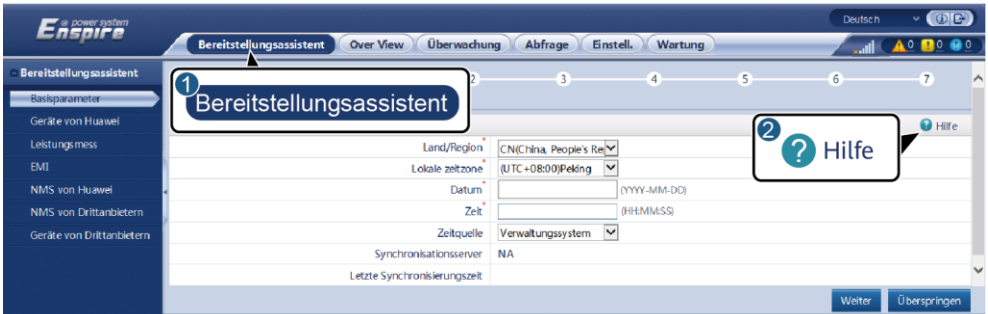 Enspire e power system
Deutsch
Bereitstellungsassistent Over View Überwachung Abfrage Einstell. Wartung
0 0 0
Bereitstellungsassistent
Basisparameter
Geräte von Huawei
Leistungsmess
EMI
NMS von Huawei
NMS von Drittanbietern
Geräte von Drittanbietern
1 Bereitstellungsassistent
2 3 4 5 6 7
? Hilfe
2 ? Hilfe
Land/Region* CN(China, People's Re
Lokale zeitzone* (UTC+08:00)Peking
Datum* (YYYY-MM-DD)
Zeit* (HH:MM:SS)
Zeitquelle Verwaltungssystem
Synchronisationsserver NA
Letzte Synchronisierungszeit
Weiter Überspringen